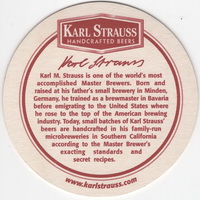 KARL STRAUSS
HANDCRAFTED BEERS
Karl Strauss
Karl M. Strauss is one of the world's most
accomplished Master Brewers. Born and
raised at his father's small brewery in Minden,
Germany, he trained as a brewmaster in Bavaria
before emigrating to the United States where
he rose to the top of the American brewing
industry. Today, small batches of Karl Strauss'
beers are handcrafted in his family-run
microbreweries in Southern California
according to the Master Brewer's
exacting standards and
secret recipes.
www.karlstrauss.com